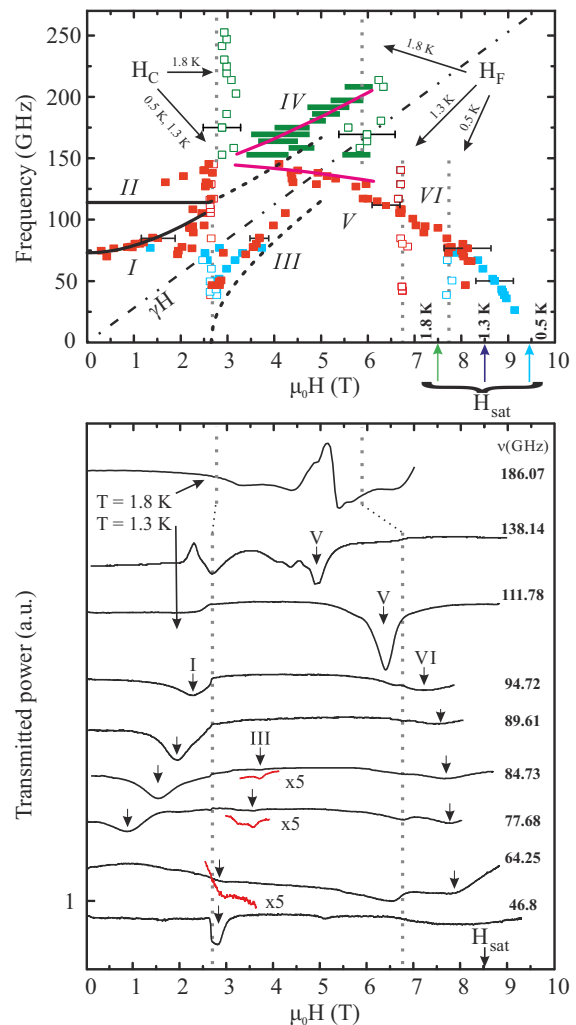 250
200
150
100
50
0
Frequency (GHz)
H_C
1.8 K
0.5 K, 1.3 K
1.8 K
H_F
1.3 K
0.5 K
IV
II
I
γH
III
V
VI
1.8 K
1.3 K
0.5 K
0 1 2 3 4 5 6 7 8 9 10
μ₀H (T)
H_sat
ν(GHz)
186.07
T = 1.8 K
T = 1.3 K
138.14
V
111.78
V
I
VI
94.72
89.61
III
x5
84.73
x5
77.68
64.25
x5
1
46.8
H_sat
Transmitted power (a.u.)
0 1 2 3 4 5 6 7 8 9 10
μ₀H (T)